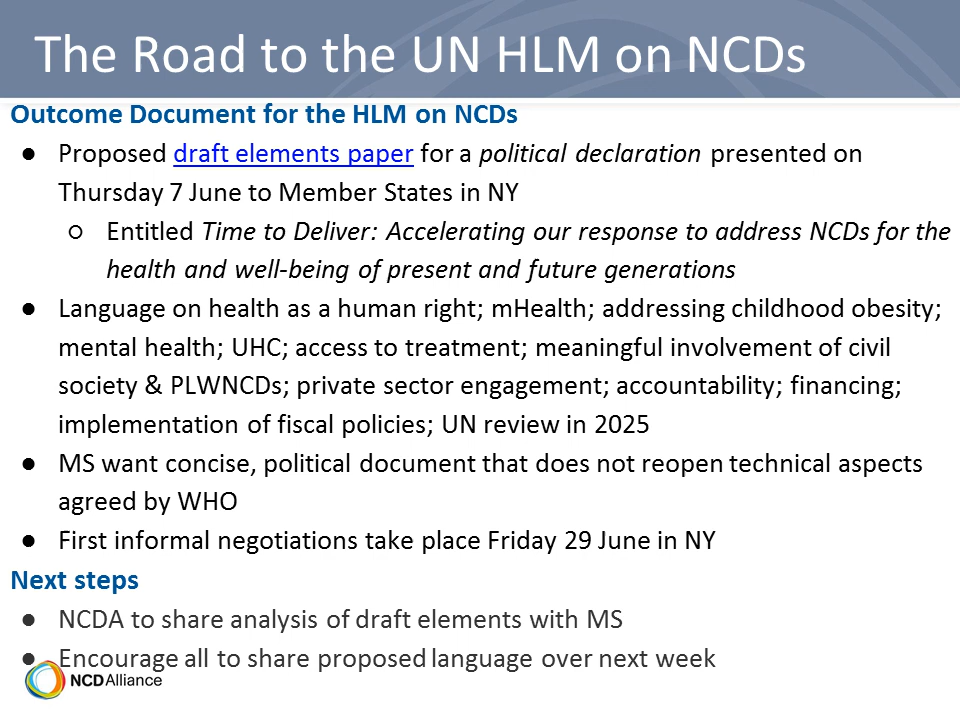 The Road to the UN HLM on NCDs
Outcome Document for the HLM on NCDs
● Proposed draft elements paper for a political declaration presented on
Thursday 7 June to Member States in NY
○ Entitled Time to Deliver: Accelerating our response to address NCDs for the
health and well-being of present and future generations
● Language on health as a human right; mHealth; addressing childhood obesity;
mental health; UHC; access to treatment; meaningful involvement of civil
society & PLWNCDs; private sector engagement; accountability; financing;
implementation of fiscal policies; UN review in 2025
● MS want concise, political document that does not reopen technical aspects
agreed by WHO
● First informal negotiations take place Friday 29 June in NY
Next steps
● NCDA to share analysis of draft elements with MS
● Encourage all to share proposed language over next week
NCD Alliance